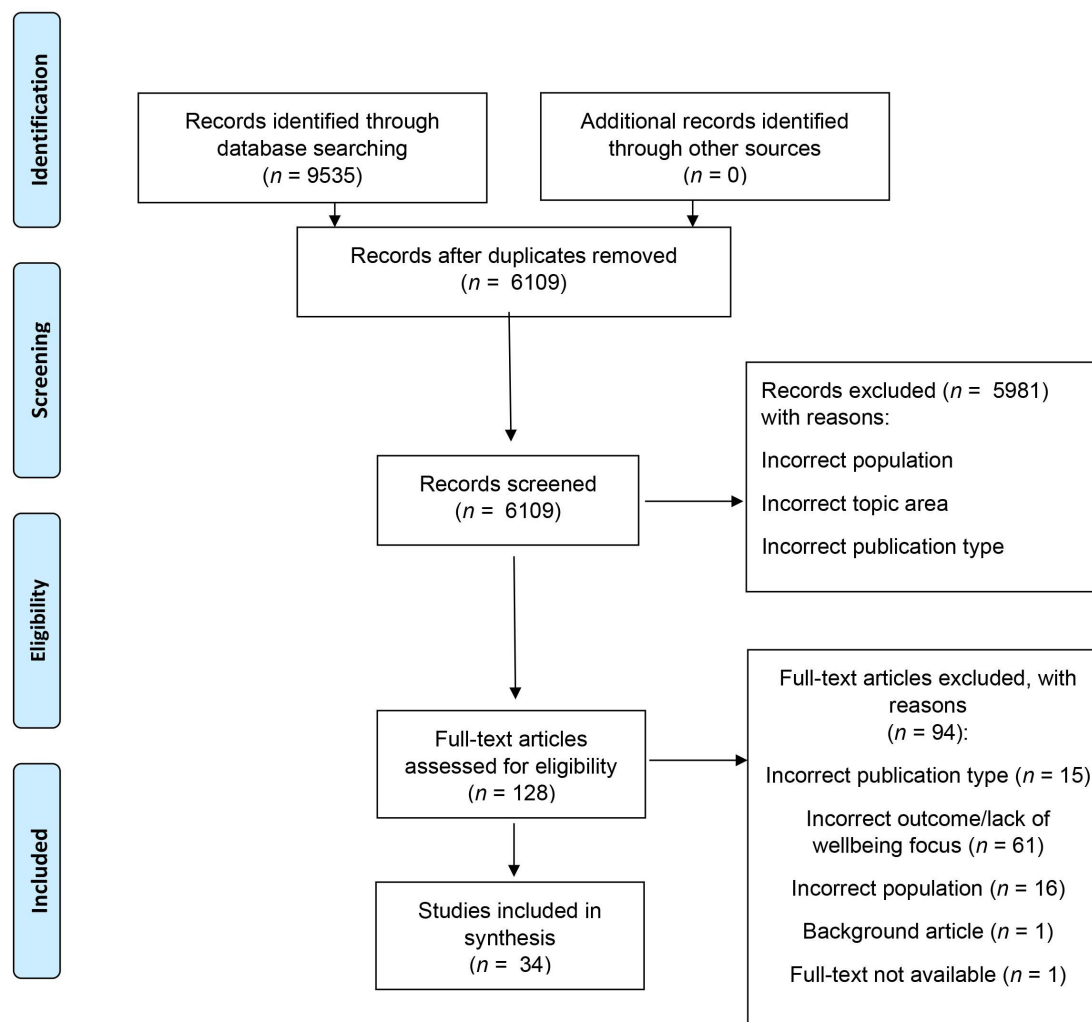 Identification
Records identified through
database searching
(n = 9535)
Additional records identified
through other sources
(n = 0)
Records after duplicates removed
(n = 6109)
Screening
Records screened
(n = 6109)
Records excluded (n = 5981)
with reasons:
Incorrect population
Incorrect topic area
Incorrect publication type
Eligibility
Full-text articles
assessed for eligibility
(n = 128)
Full-text articles excluded, with
reasons
(n = 94):
Incorrect publication type (n = 15)
Incorrect outcome/lack of
wellbeing focus (n = 61)
Incorrect population (n = 16)
Background article (n = 1)
Full-text not available (n = 1)
Included
Studies included in
synthesis
(n = 34)